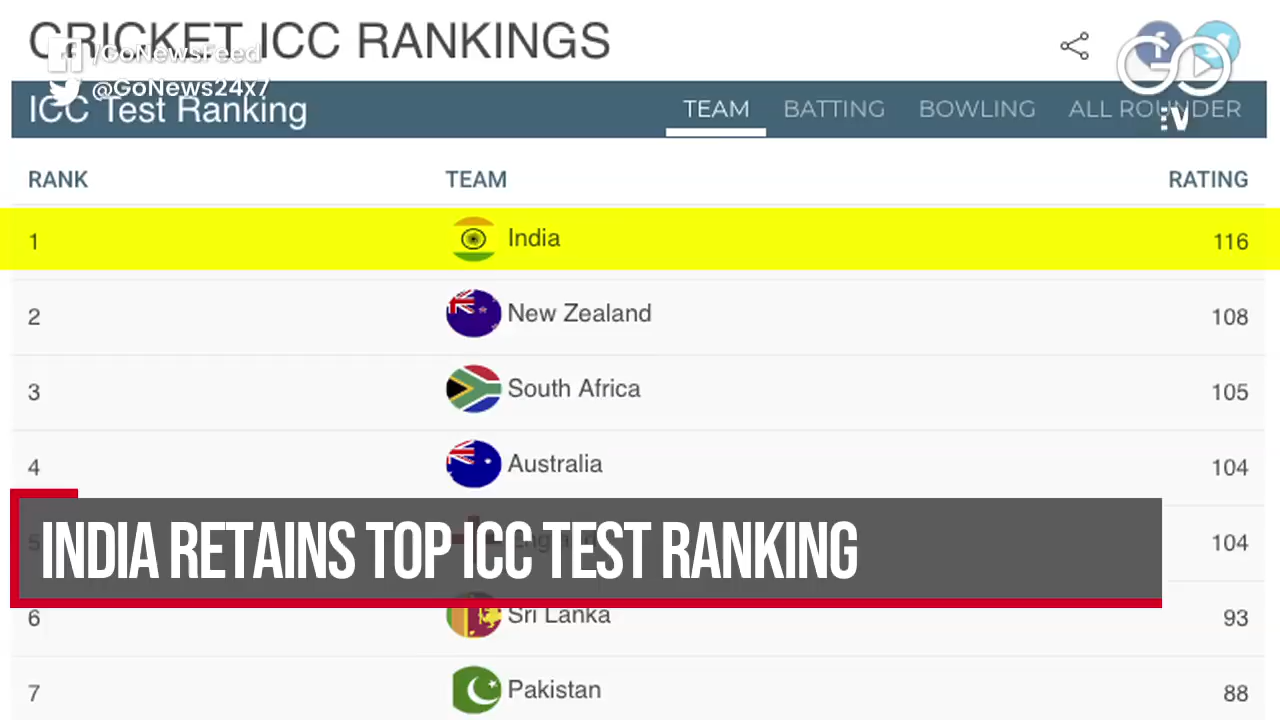 CRICKET ICC RANKINGS
/GoNewsFeed
@GoNews24x7
ICC Test Ranking
TEAM BATTING BOWLING ALL ROUNDER
RANK TEAM RATING
1 India 116
2 New Zealand 108
3 South Africa 105
4 Australia 104
5 England 104
INDIA RETAINS TOP ICC TEST RANKING
6 Sri Lanka 93
7 Pakistan 88